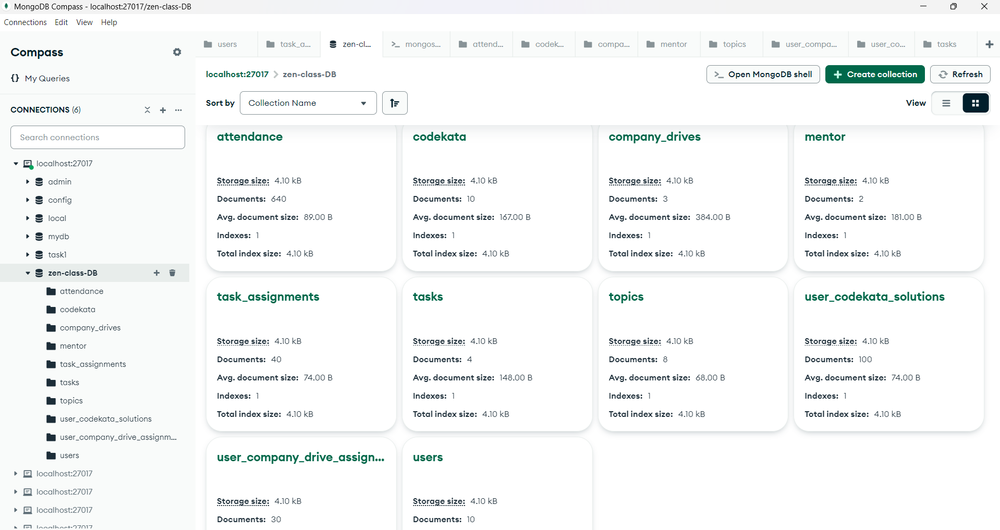 MongoDB Compass - localhost:27017/zen-class-DB
Connections Edit View Help
Compass
{} My Queries
CONNECTIONS (6)
Search connections
localhost:27017
admin
config
local
mydb
task1
zen-class-DB
attendance
codekata
company_drives
mentor
task_assignments
tasks
topics
user_codekata_solutions
user_company_drive_assignm...
users
localhost:27017
localhost:27017
localhost:27017
localhost:27017
users
task_a...
zen-cl...
>_ mongos...
attend...
codek...
compa...
mentor
topics
user_compa...
user_co...
tasks
localhost:27017 > zen-class-DB
>_ Open MongoDB shell
+ Create collection
Refresh
Sort by Collection Name
View
attendance
Storage size: 4.10 kB
Documents: 640
Avg. document size: 89.00 B
Indexes: 1
Total index size: 4.10 kB
codekata
Storage size: 4.10 kB
Documents: 10
Avg. document size: 167.00 B
Indexes: 1
Total index size: 4.10 kB
company_drives
Storage size: 4.10 kB
Documents: 3
Avg. document size: 384.00 B
Indexes: 1
Total index size: 4.10 kB
mentor
Storage size: 4.10 kB
Documents: 2
Avg. document size: 181.00 B
Indexes: 1
Total index size: 4.10 kB
task_assignments
Storage size: 4.10 kB
Documents: 40
Avg. document size: 74.00 B
Indexes: 1
Total index size: 4.10 kB
tasks
Storage size: 4.10 kB
Documents: 4
Avg. document size: 148.00 B
Indexes: 1
Total index size: 4.10 kB
topics
Storage size: 4.10 kB
Documents: 8
Avg. document size: 68.00 B
Indexes: 1
Total index size: 4.10 kB
user_codekata_solutions
Storage size: 4.10 kB
Documents: 100
Avg. document size: 74.00 B
Indexes: 1
Total index size: 4.10 kB
user_company_drive_assign...
Storage size: 4.10 kB
Documents: 30
users
Storage size: 4.10 kB
Documents: 10